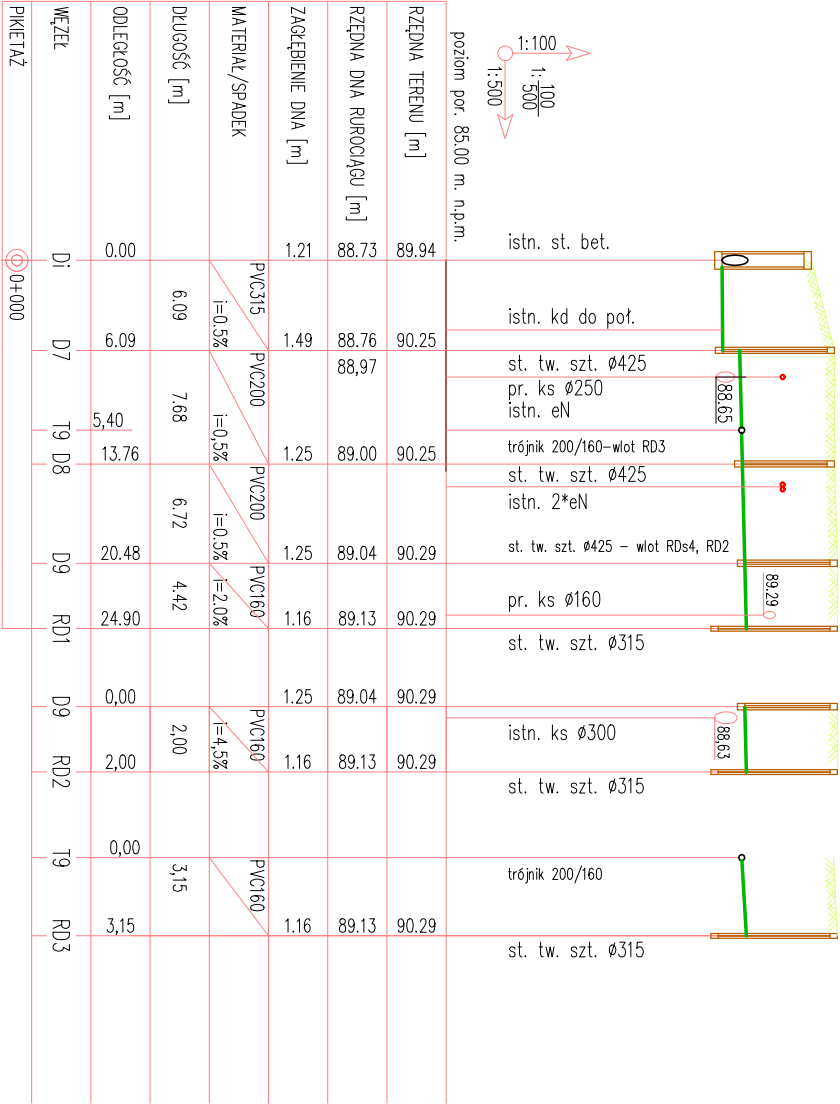 1:100
1: 100/500
1:500
poziom por. 85.00 m. n.p.m.
istn. st. bet.
istn. kd do poł.
st. tw. szt. Ø425
pr. ks Ø250
istn. eN
trójnik 200/160-wlot RD3
st. tw. szt. Ø425
istn. 2*eN
st. tw. szt. Ø425 - wlot RDs4, RD2
pr. ks Ø160
st. tw. szt. Ø315
istn. ks Ø300
st. tw. szt. Ø315
trójnik 200/160
st. tw. szt. Ø315
88.65
89.29
88,63
RZĘDNA TERENU [m] 89.94 90.25 90.25 90.29 90.29 90.29 90.29 90.29
RZĘDNA DNA RUROCIĄGU [m] 88.73 88.76 88,97 89.00 89.04 89.13 89.04 89.13 89.13
ZAGŁĘBIENIE DNA [m] 1.21 1.49 1.25 1.25 1.16 1.25 1.16 1.16
MATERIAŁ/SPADEK PVC315 i=0.5% PVC200 i=0,5% PVC200 i=0.5% PVC160 i=2.0% PVC160 i=4,5% PVC160
DŁUGOŚĆ [m] 6.09 7.68 6.72 4.42 2,00 3,15
ODLEGŁOŚĆ [m] 0.00 6.09 5,40 13.76 20.48 24.90 0,00 2,00 0,00 3,15
WĘZEŁ Di D7 T9 D8 D9 RD1 D9 RD2 T9 RD3
PIKIETAŻ 0+000